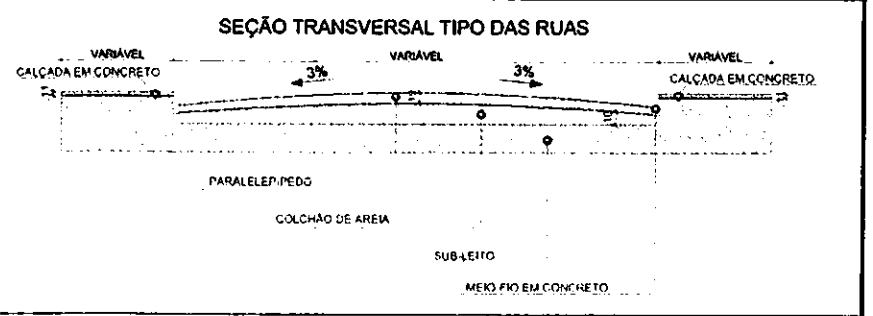 SEÇÃO TRANSVERSAL TIPO DAS RUAS
VARIÁVEL VARIÁVEL VARIÁVEL
CALÇADA EM CONCRETO 3% 3% CALÇADA EM CONCRETO
PARALELEPIPEDO
COLCHÃO DE AREIA
SUB-LEITO
MEIO FIO EM CONCRETO